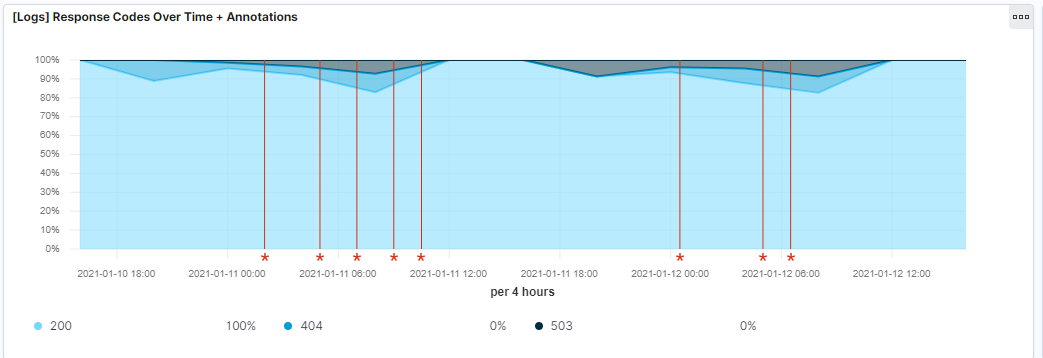 [Logs] Response Codes Over Time + Annotations
100%
90%
80%
70%
60%
50%
40%
30%
20%
10%
0%
2021-01-10 18:00 2021-01-11 00:00 2021-01-11 06:00 2021-01-11 12:00 2021-01-11 18:00 2021-01-12 00:00 2021-01-12 06:00 2021-01-12 12:00
per 4 hours
200 100% 404 0% 503 0%